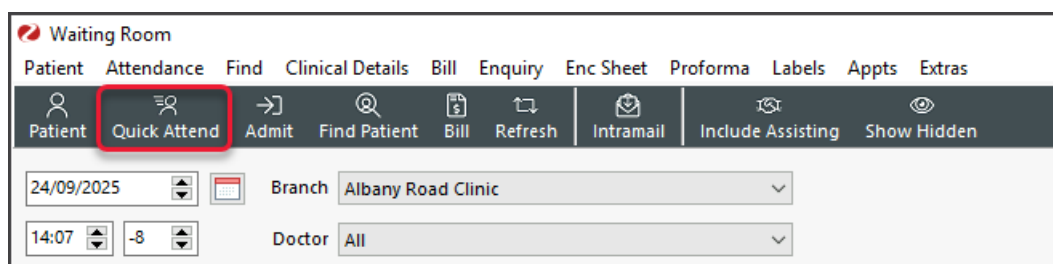 Waiting Room
Patient Attendance Find Clinical Details Bill Enquiry Enc Sheet Proforma Labels Appts Extras
Patient Quick Attend Admit Find Patient Bill Refresh Intramail Include Assisting Show Hidden
24/09/2025 Branch Albany Road Clinic
14:07 -8 Doctor All